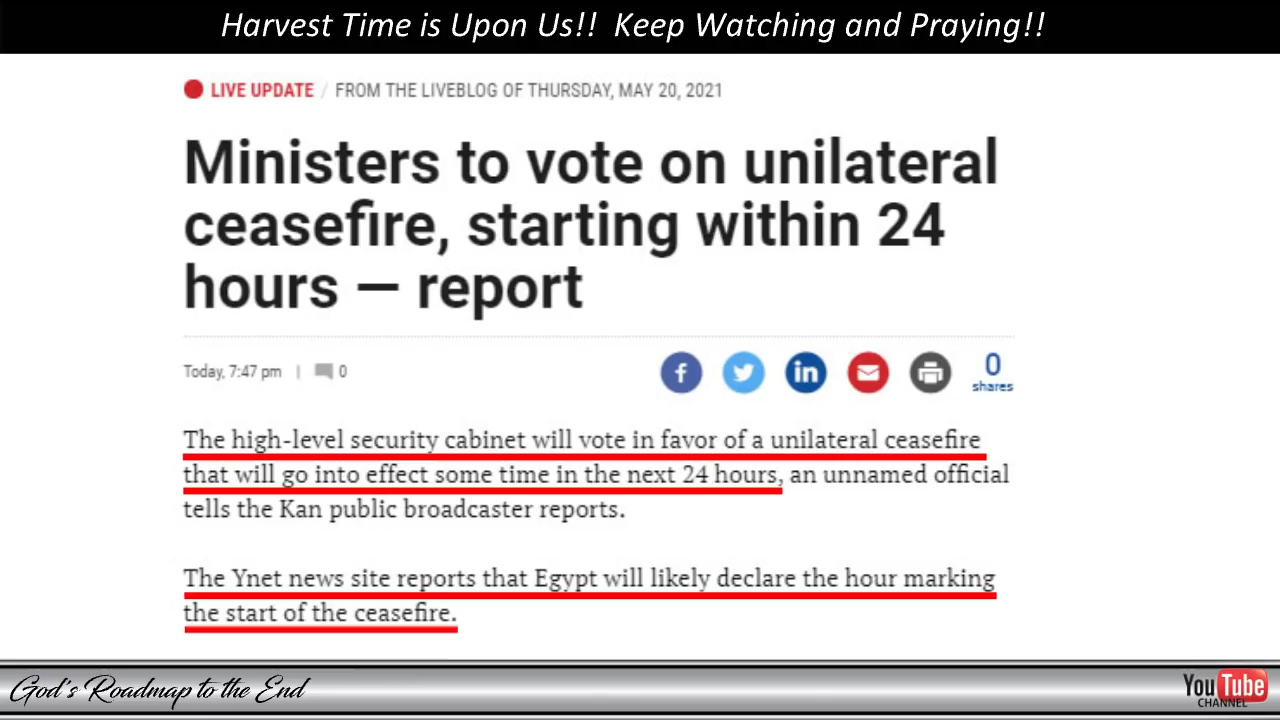 Harvest Time is Upon Us!! Keep Watching and Praying!!
LIVE UPDATE / FROM THE LIVEBLOG OF THURSDAY, MAY 20, 2021
Ministers to vote on unilateral
ceasefire, starting within 24
hours — report
Today, 7:47 pm | 0
f in 0
shares
The high-level security cabinet will vote in favor of a unilateral ceasefire
that will go into effect some time in the next 24 hours, an unnamed official
tells the Kan public broadcaster reports.
The Ynet news site reports that Egypt will likely declare the hour marking
the start of the ceasefire.
God's Roadmap to the End
YouTube
CHANNEL